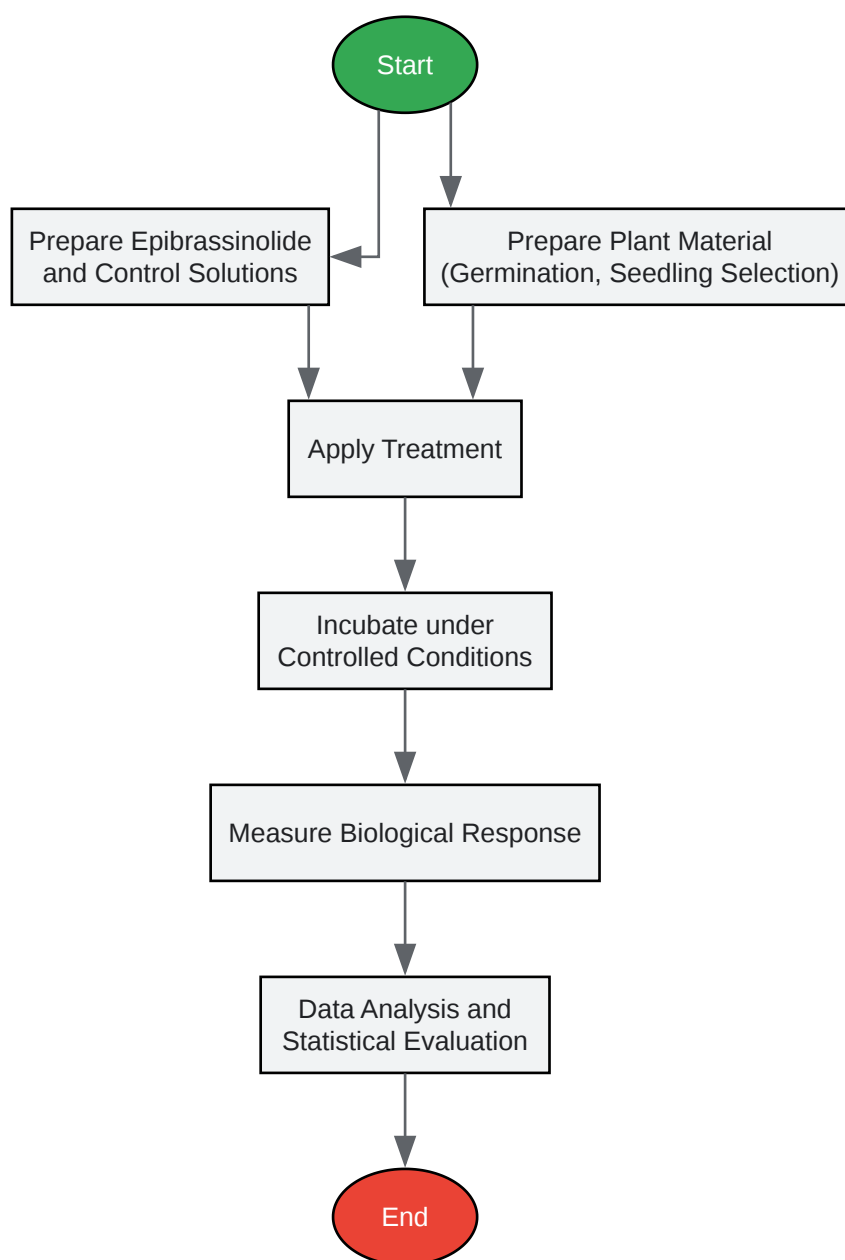 Start
Prepare Epibrassinolide
and Control Solutions
Prepare Plant Material
(Germination, Seedling Selection)
Apply Treatment
Incubate under
Controlled Conditions
Measure Biological Response
Data Analysis and
Statistical Evaluation
End